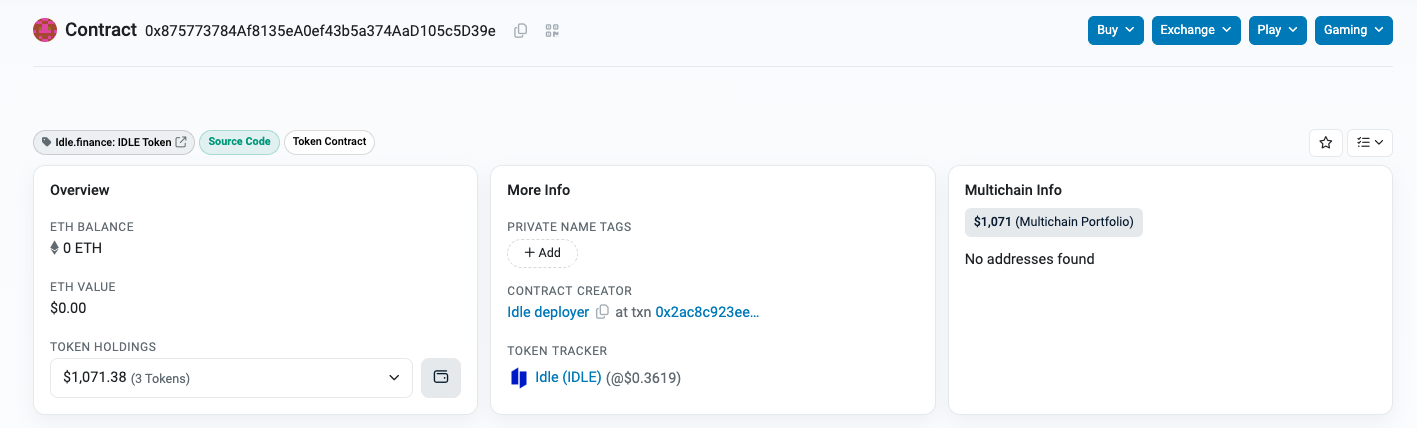 Contract 0x875773784Af8135eA0ef43b5a374AaD105c5D39e
Buy
Exchange
Play
Gaming
Idle.finance: IDLE Token
Source Code
Token Contract
Overview
ETH BALANCE
0 ETH
ETH VALUE
$0.00
TOKEN HOLDINGS
$1,071.38 (3 Tokens)
More Info
PRIVATE NAME TAGS
+ Add
CONTRACT CREATOR
Idle deployer at txn 0x2ac8c923ee...
TOKEN TRACKER
Idle (IDLE) (@$0.3619)
Multichain Info
$1,071 (Multichain Portfolio)
No addresses found